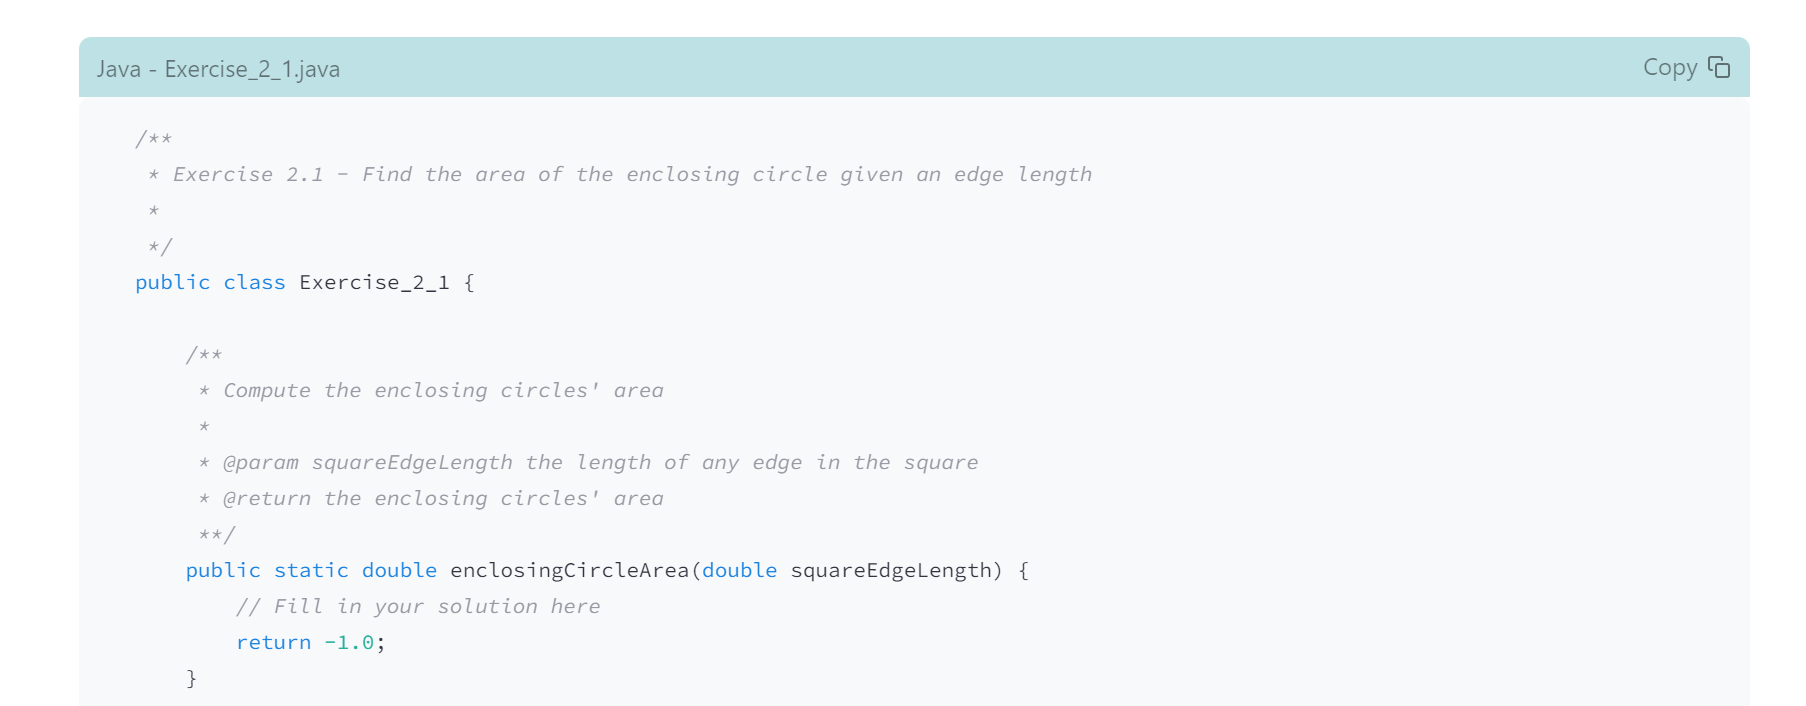 Java - Exercise_2_1.java
Copy
/**
 * Exercise 2.1 - Find the area of the enclosing circle given an edge length
 *
 */
public class Exercise_2_1 {
    /**
     * Compute the enclosing circles' area
     *
     * @param squareEdgeLength the length of any edge in the square
     * @return the enclosing circles' area
     **/
    public static double enclosingCircleArea(double squareEdgeLength) {
        // Fill in your solution here
        return -1.0;
    }